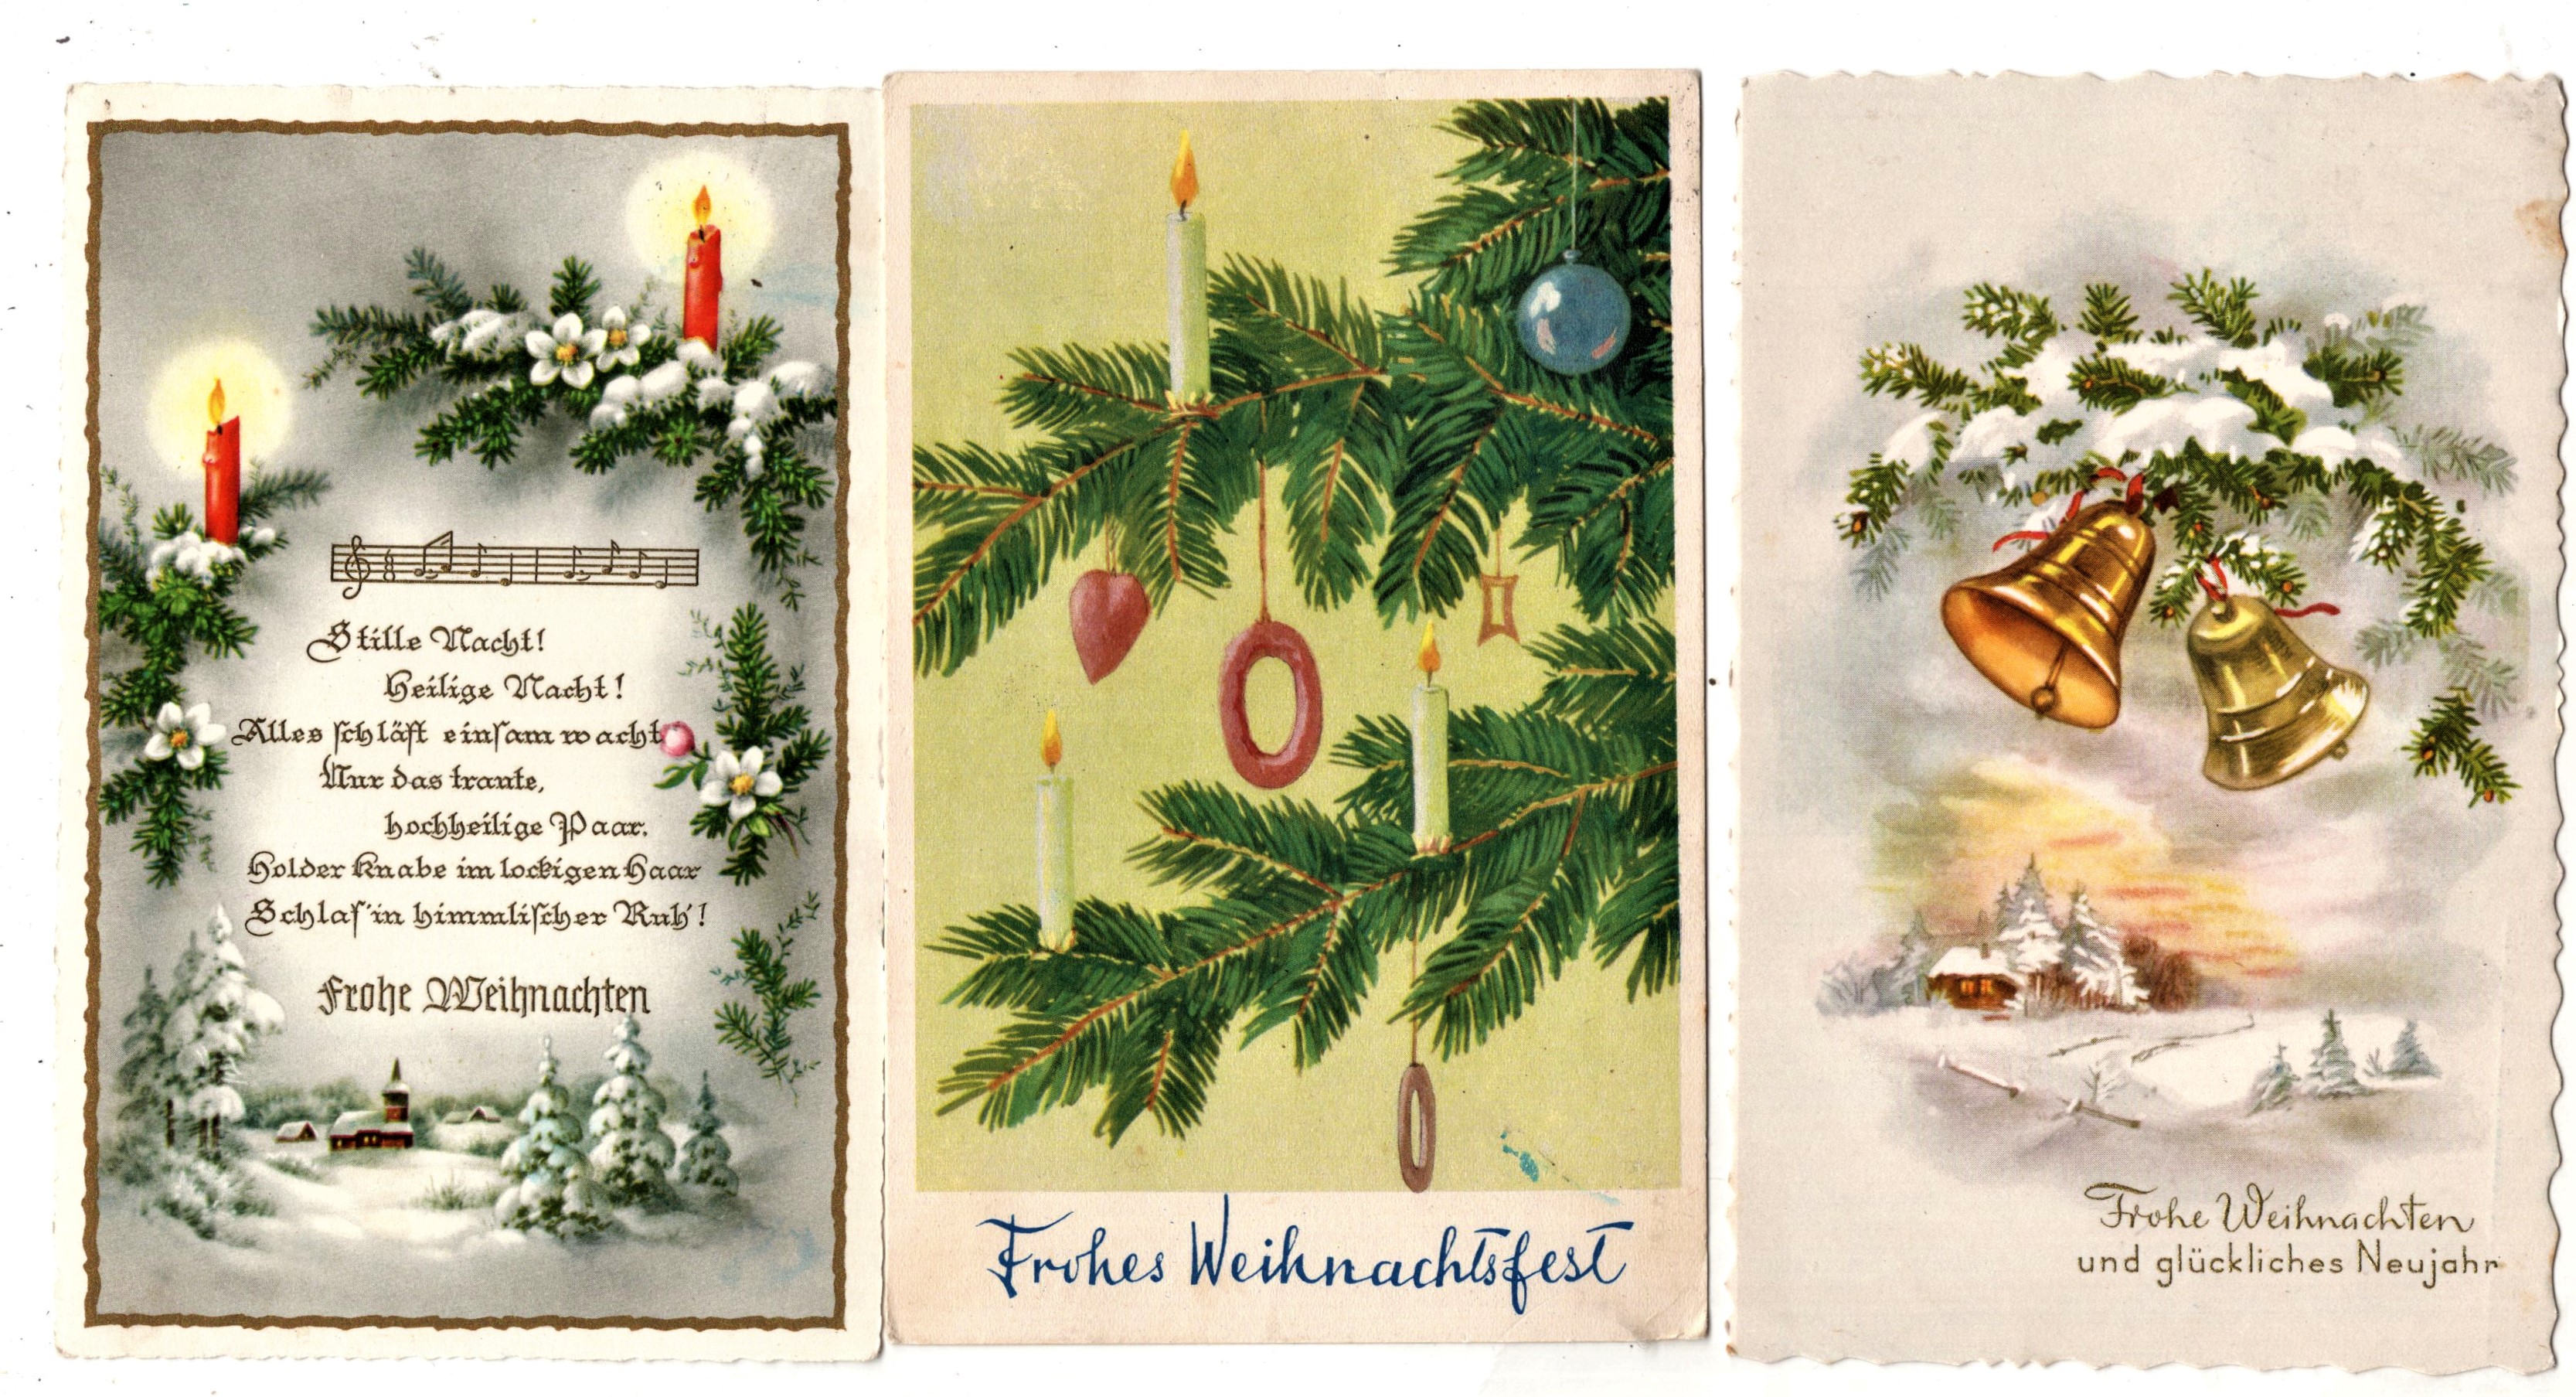 Stille Nacht!
Heilige Nacht!
Alles schläft einsam wacht
Nur das traute,
hochheilige Paar.
Holder Knabe im lockigen Haar
Schlaf' in himmlischer Ruh'!
Frohe Weihnachten
Frohes Weihnachtsfest
Frohe Weihnachten
und glückliches Neujahr